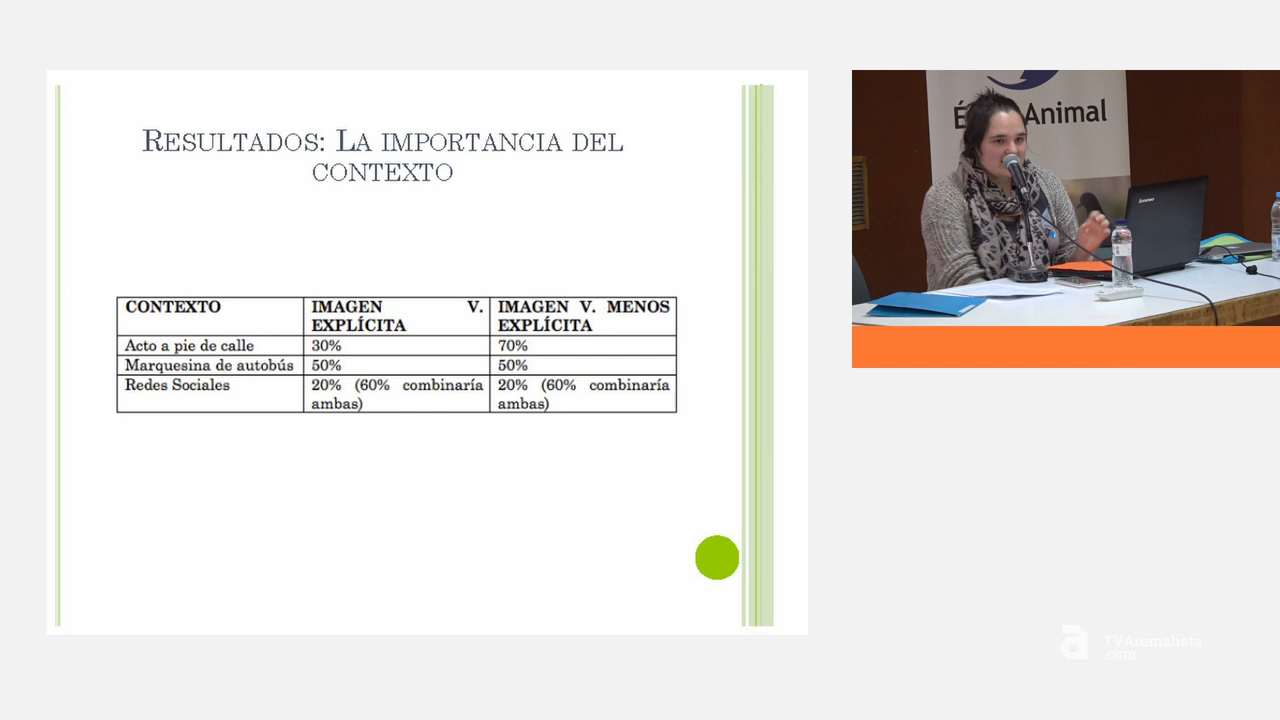 RESULTADOS: LA IMPORTANCIA DEL
CONTEXTO
CONTEXTO
IMAGEN V.
EXPLÍCITA
IMAGEN V. MENOS
EXPLÍCITA
Acto a pie de calle
30%
70%
Marquesina de autobús
50%
50%
Redes Sociales
20% (60% combinaría
ambas)
20% (60% combinaría
ambas)
Animal
lenovo
TVAnimalista
.com